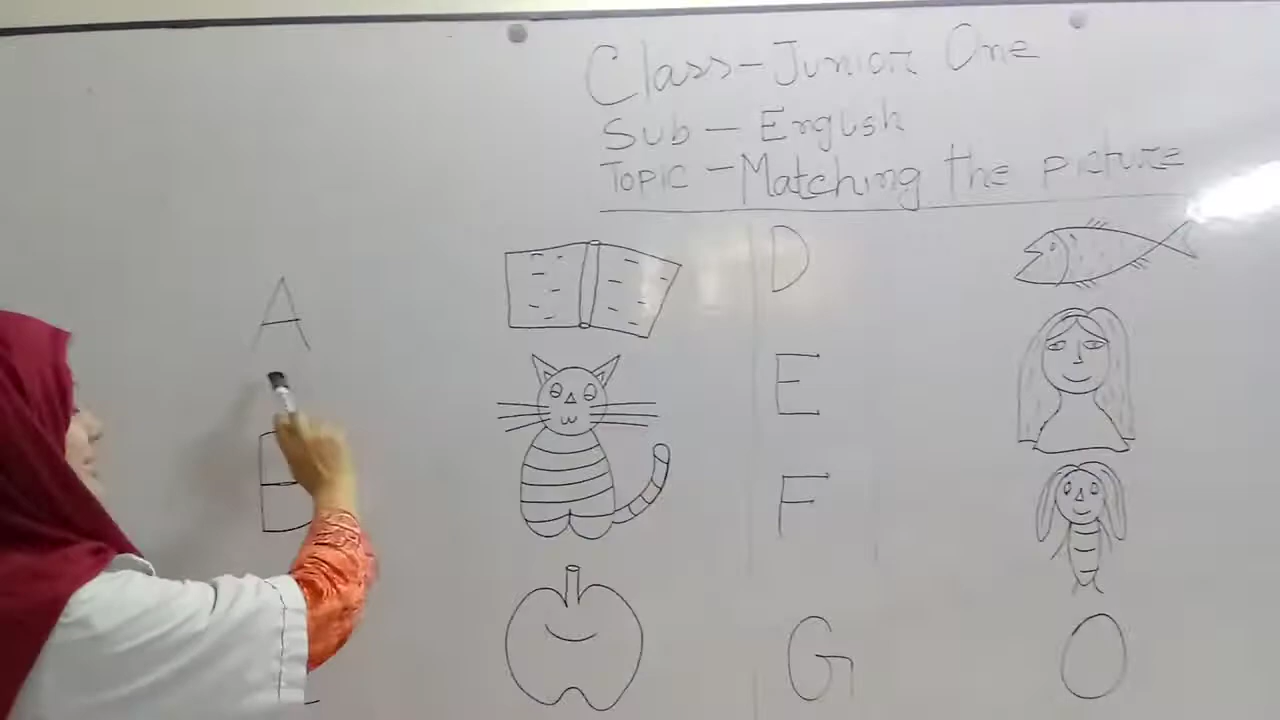 Class - Junior One
Sub - English
Topic - Matching the picture
A
B
D
E
F
G